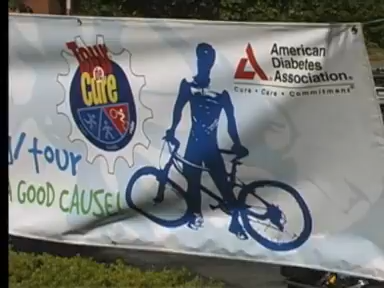 Tour
de
Cure
American
Diabetes
Association®
Cure • Care • Commitment®
/tour
A GOOD CAUSE!